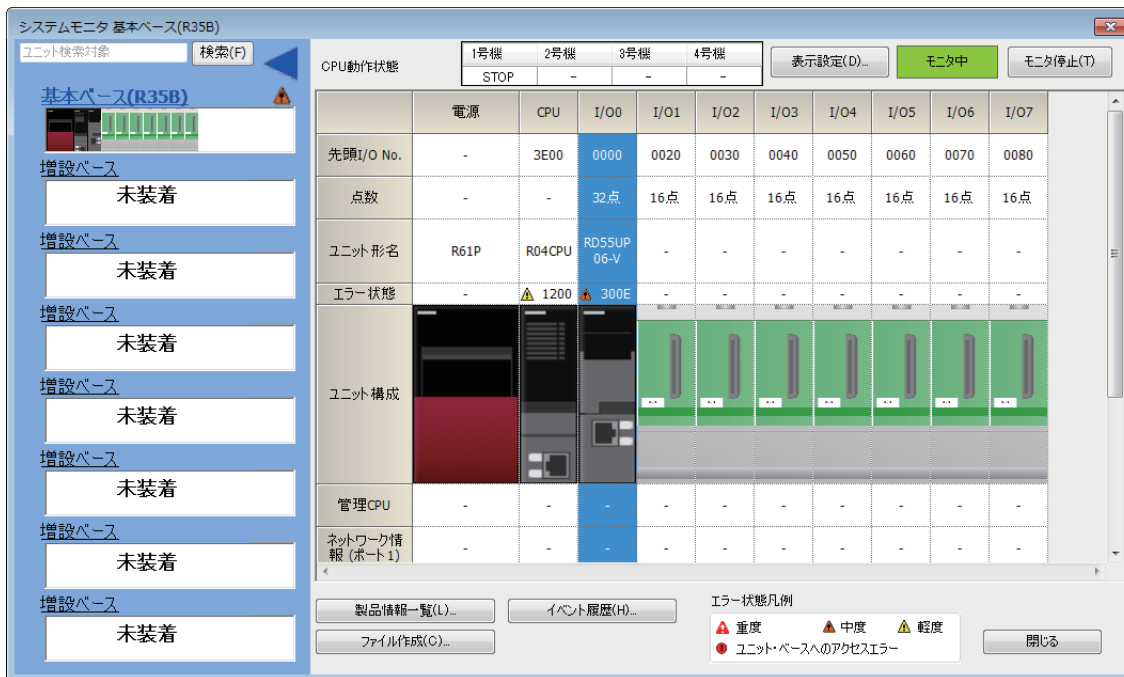 システムモニタ 基本ベース(R35B)
ユニット検索対象 検索(F)
基本ベース(R35B)
増設ベース
未装着
増設ベース
未装着
増設ベース
未装着
増設ベース
未装着
増設ベース
未装着
増設ベース
未装着
増設ベース
未装着
CPU動作状態
1号機 2号機 3号機 4号機
STOP - - -
表示設定(D)... モニタ中 モニタ停止(T)
電源 CPU I/O0 I/O1 I/O2 I/O3 I/O4 I/O5 I/O6 I/O7
先頭I/O No. - 3E00 0000 0020 0030 0040 0050 0060 0070 0080
点数 - - 32点 16点 16点 16点 16点 16点 16点 16点
ユニット形名 R61P R04CPU RD55UP - - - - - - -
06-V
エラー状態 - 1200 300E - - - - - - -
ユニット構成
管理CPU - - - - - - - - - -
ネットワーク情
報 (ポート1) - - - - - - - - - -
製品情報一覧(L)... イベント履歴(H)...
ファイル作成(C)...
エラー状態凡例
重度 中度 軽度
ユニット・ベースへのアクセスエラー
閉じる